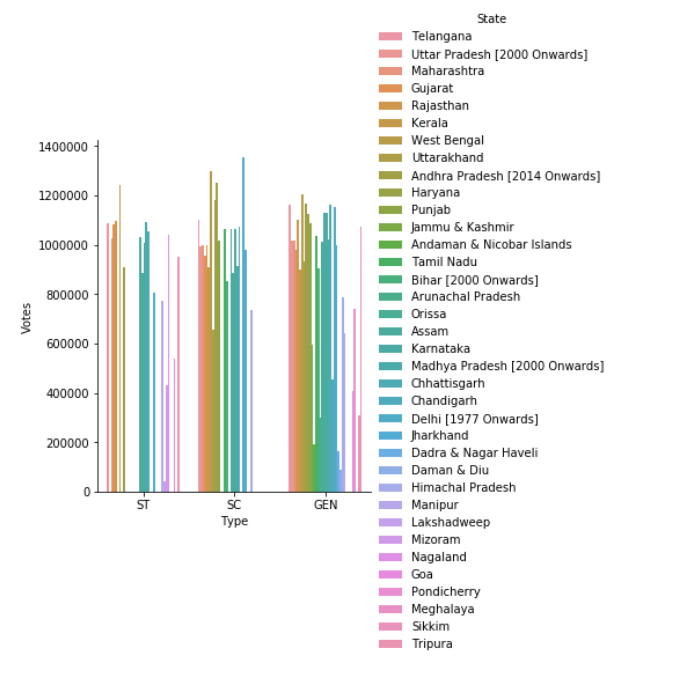 State
Telangana
Uttar Pradesh [2000 Onwards]
Maharashtra
Gujarat
Rajasthan
Kerala
West Bengal
Uttarakhand
Andhra Pradesh [2014 Onwards]
Haryana
Punjab
Jammu & Kashmir
Andaman & Nicobar Islands
Tamil Nadu
Bihar [2000 Onwards]
Arunachal Pradesh
Orissa
Assam
Karnataka
Madhya Pradesh [2000 Onwards]
Chhattisgarh
Chandigarh
Delhi [1977 Onwards]
Jharkhand
Dadra & Nagar Haveli
Daman & Diu
Himachal Pradesh
Manipur
Lakshadweep
Mizoram
Nagaland
Goa
Pondicherry
Meghalaya
Sikkim
Tripura
1400000
1200000
1000000
800000
600000
400000
200000
0
Votes
ST SC GEN
Type